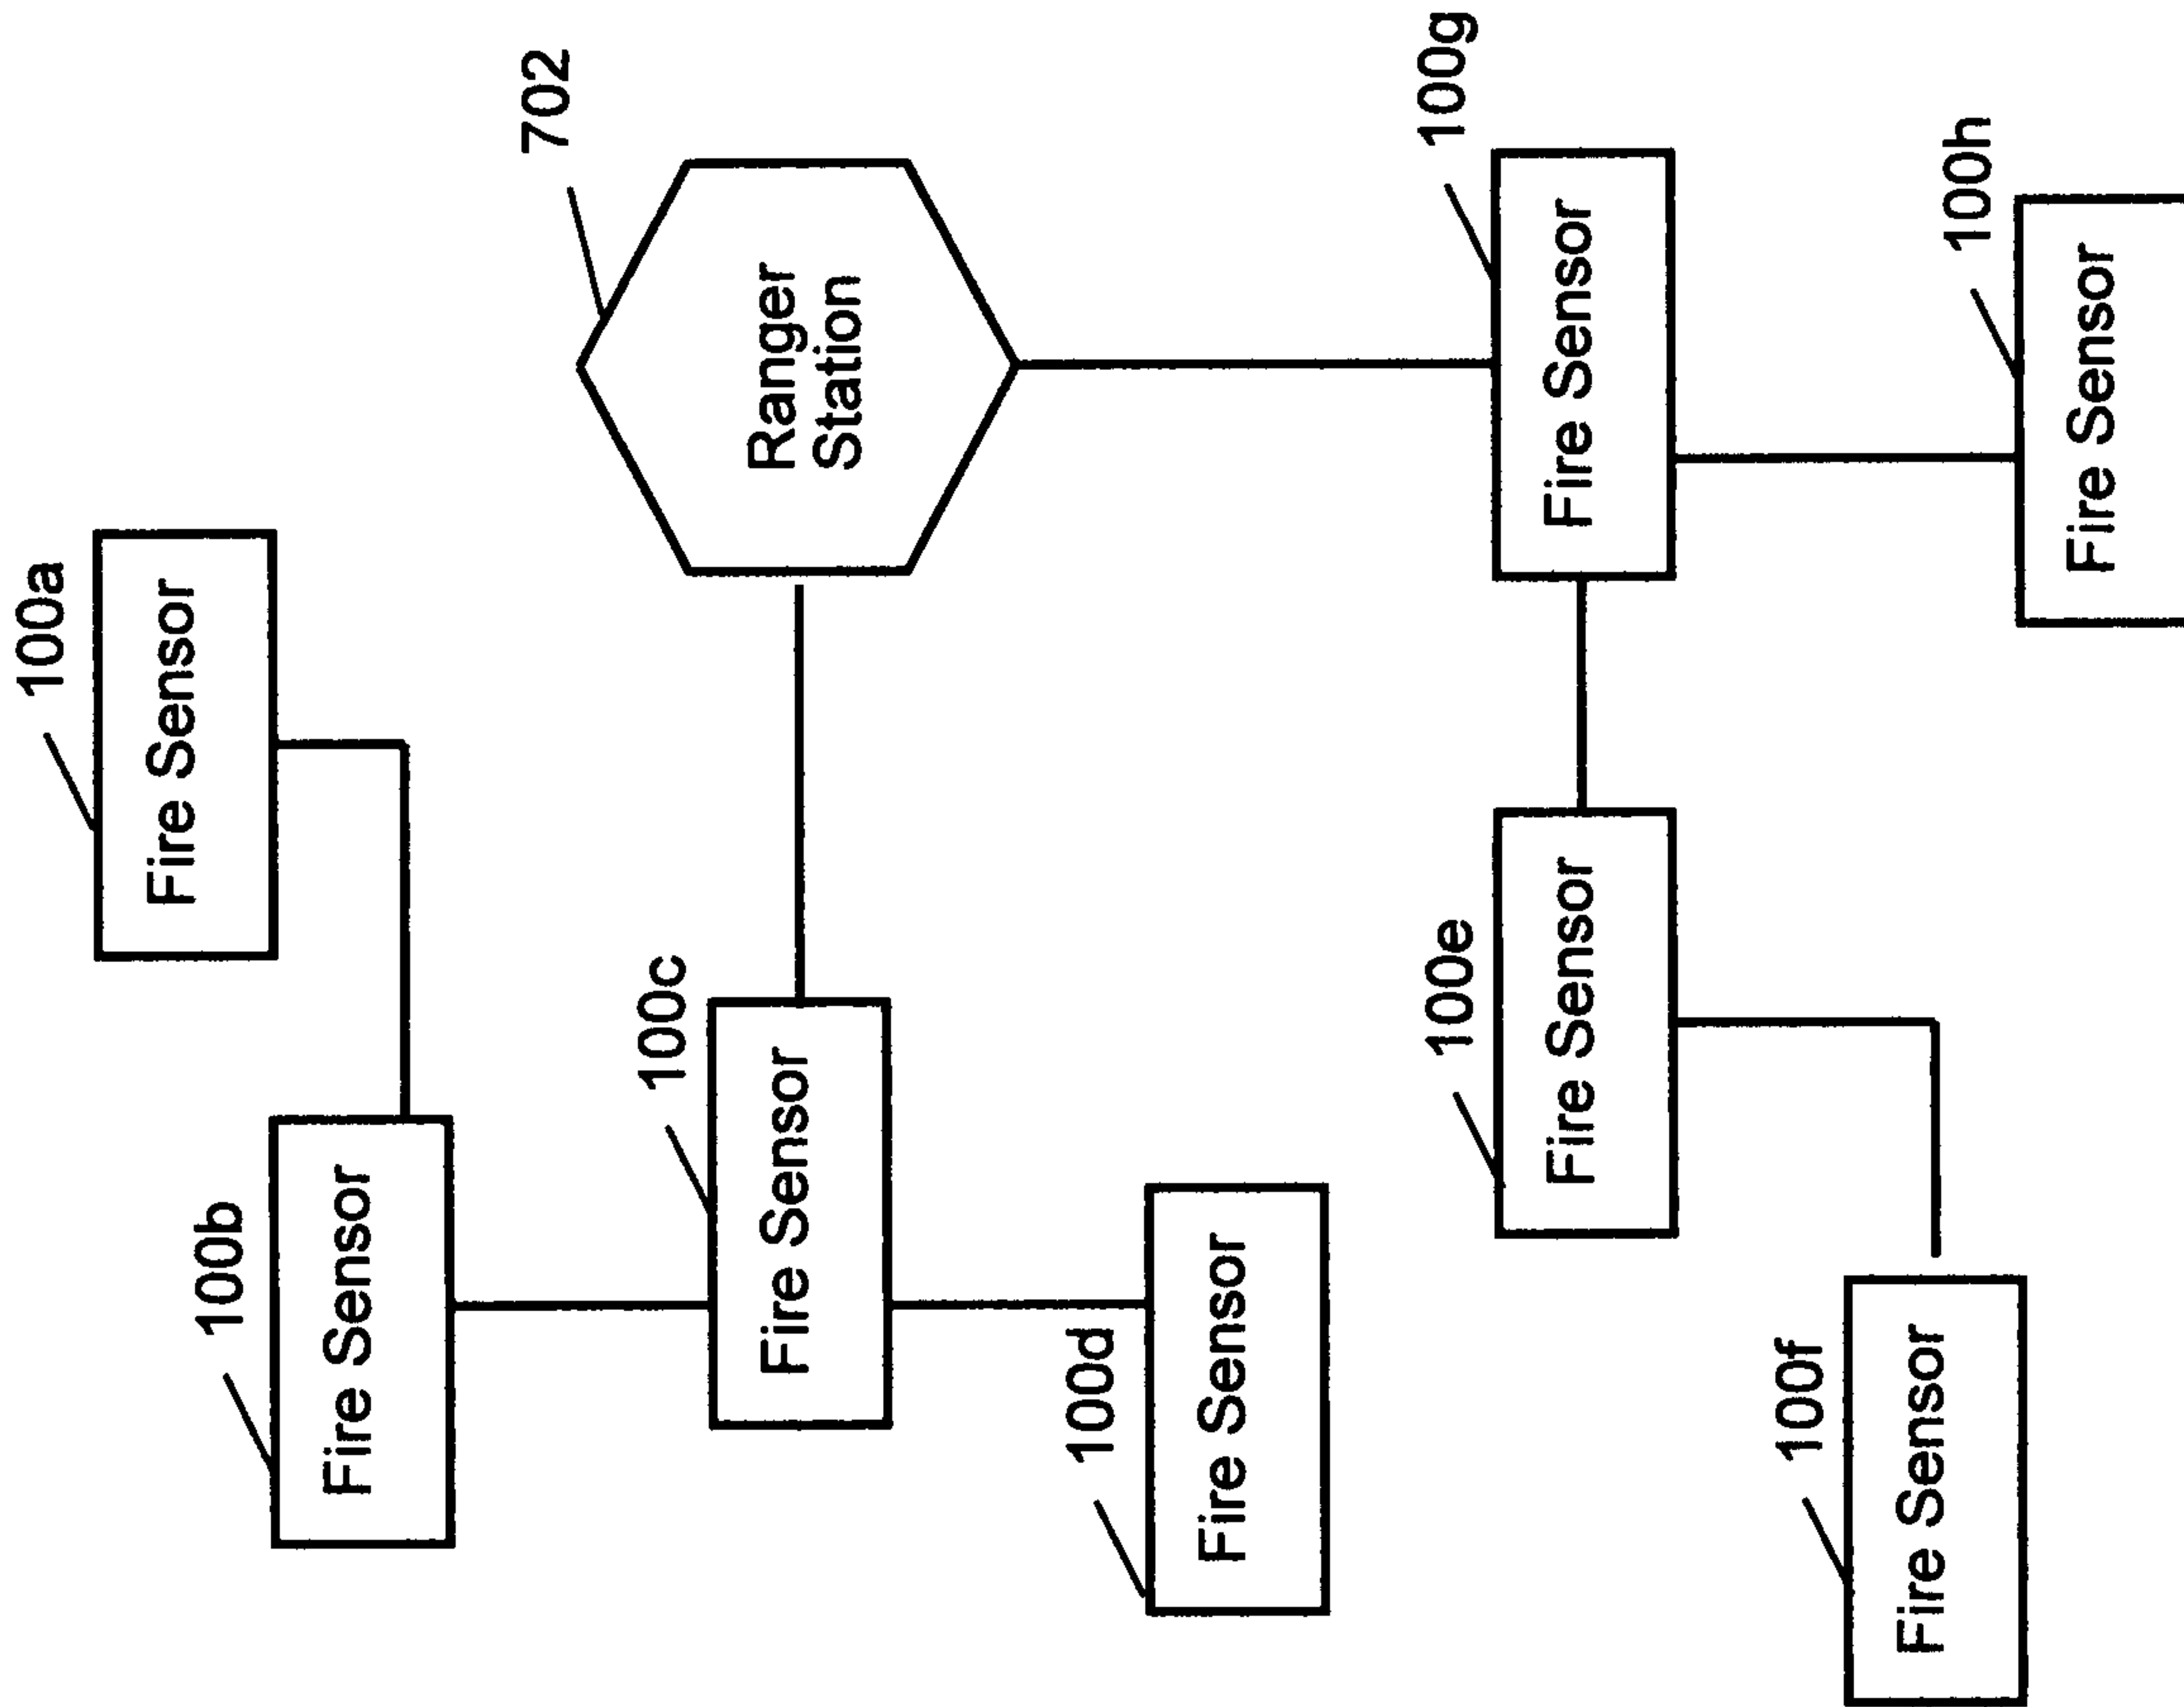 100a
Fire Sensor
100b
Fire Sensor
702
Ranger
Station
100c
Fire Sensor
100d
Fire Sensor
100g
Fire Sensor
100e
Fire Sensor
100f
Fire Sensor
100h
Fire Sensor